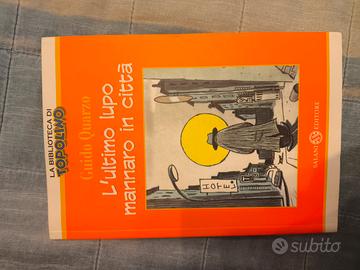 LA BIBLIOTECA DI
TOPOLINO
Guido Quarzo
L'ultimo lupo
mannaro in città
HOTEL
SALANI EDITORE
subito